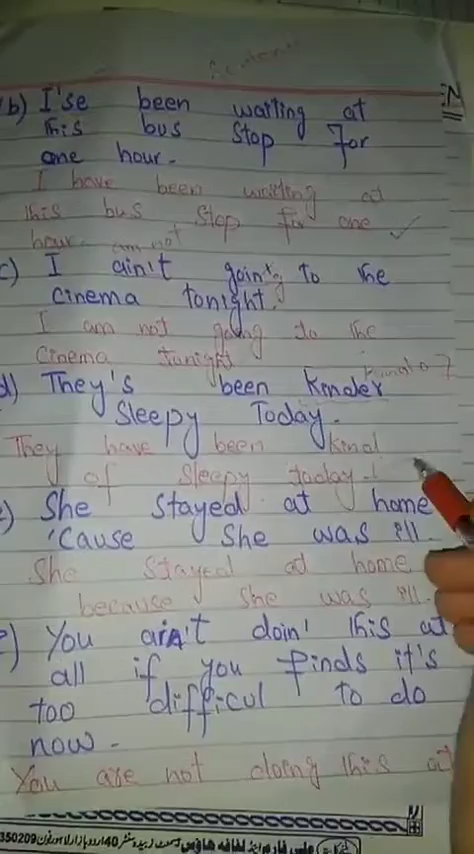 b) I'se been waiting at
this bus stop for
one hour.
I have been waiting at
this bus stop for one
hour.
am not
c) I ain't goin' to the
cinema tonight.
I am not going to the
cinema tonight
Kind of
d) They's been kinder
sleepy Today.
They have been kind
of sleepy today.
e) She stayed at home
'Cause She was ill.
She stayed at home
because she was ill.
f) You ain't doin' this at
all if you finds it's
too difficul to do
now.
You are not doing this at